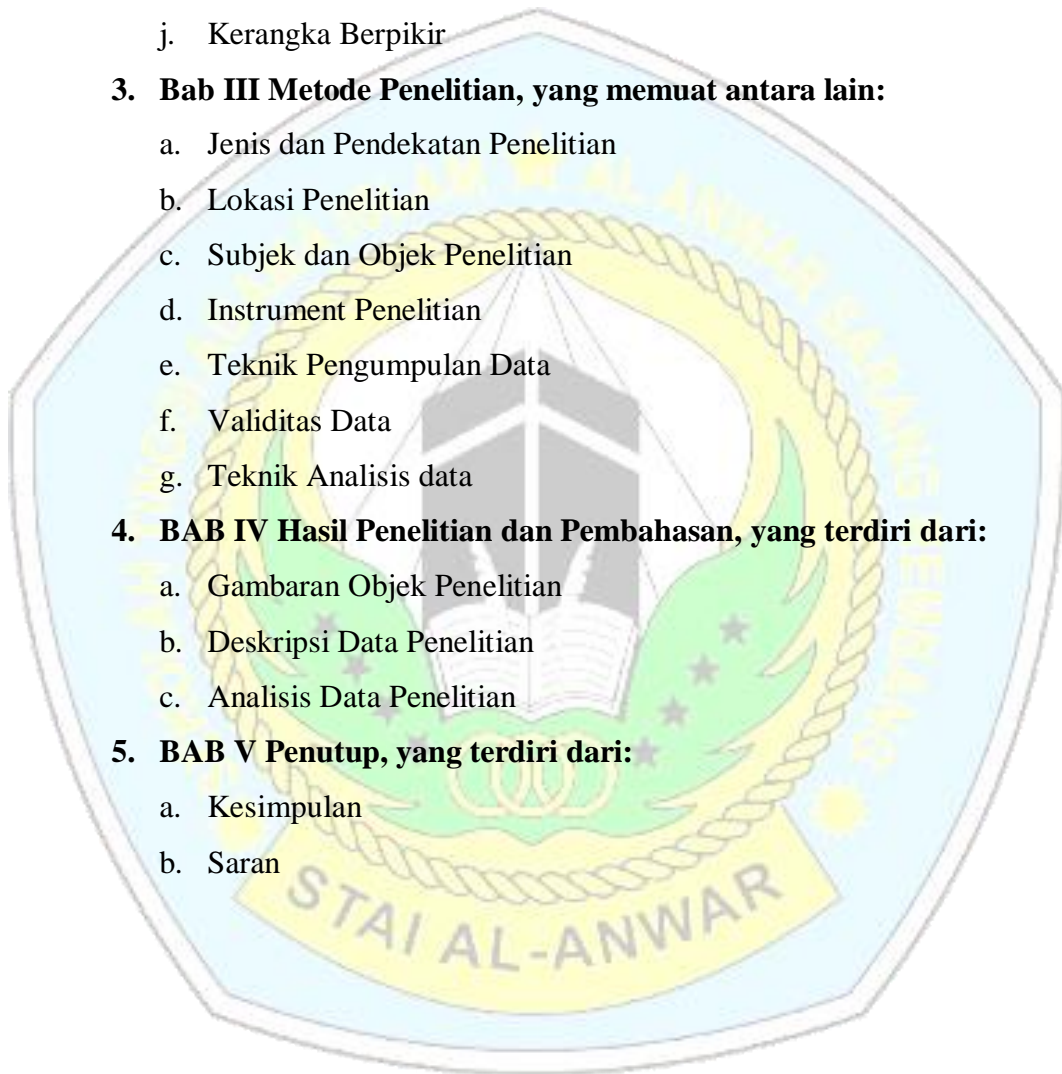 j. Kerangka Berpikir
3. Bab III Metode Penelitian, yang memuat antara lain:
a. Jenis dan Pendekatan Penelitian
b. Lokasi Penelitian
c. Subjek dan Objek Penelitian
d. Instrument Penelitian
e. Teknik Pengumpulan Data
f. Validitas Data
g. Teknik Analisis data
4. BAB IV Hasil Penelitian dan Pembahasan, yang terdiri dari:
a. Gambaran Objek Penelitian
b. Deskripsi Data Penelitian
c. Analisis Data Penelitian
5. BAB V Penutup, yang terdiri dari:
a. Kesimpulan
b. Saran
STAI AL-ANWAR